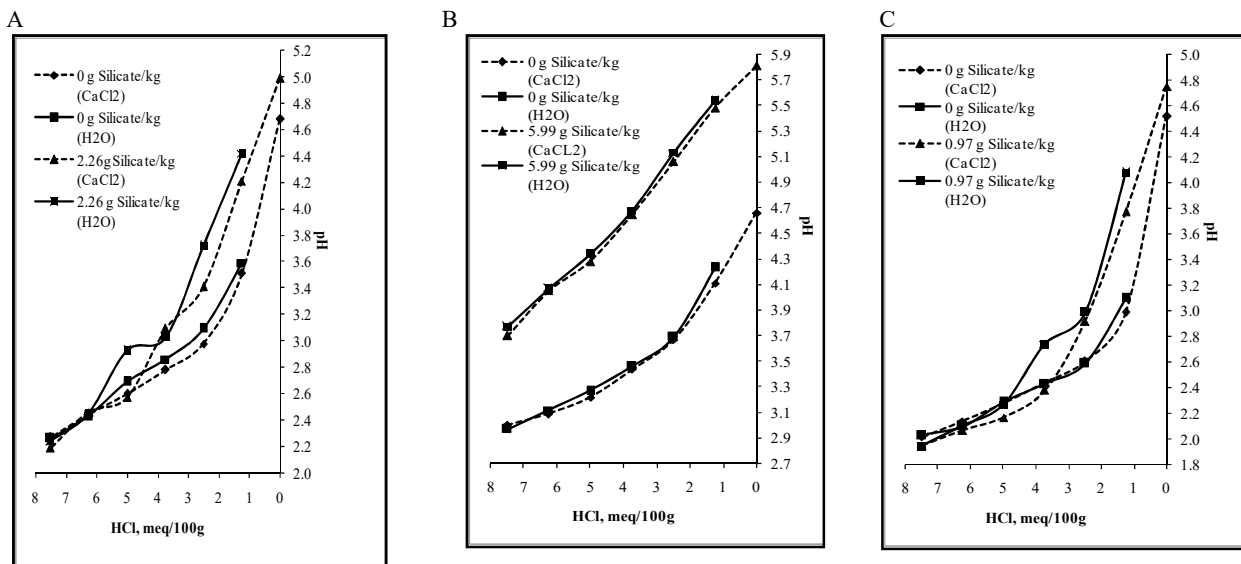 A
0 g Silicate/kg
(CaCl2)
0 g Silicate/kg
(H2O)
2.26g Silicate/kg
(CaCl2)
2.26 g Silicate/kg
(H2O)
5.2
5.0
4.8
4.6
4.4
4.2
4.0
3.8
3.6
3.4
3.2
3.0
2.8
2.6
2.4
2.2
2.0
pH
8 7 6 5 4 3 2 1 0
HCl, meq/100g
B
0 g Silicate/kg
(CaCl2)
0 g Silicate/kg
(H2O)
5.99 g Silicate/kg
(CaCL2)
5.99 g Silicate/kg
(H2O)
5.9
5.7
5.5
5.3
5.1
4.9
4.7
4.5
4.3
4.1
3.9
3.7
3.5
3.3
3.1
2.9
2.7
pH
8 7 6 5 4 3 2 1 0
HCl, meq/100g
C
0 g Silicate/kg
(CaCl2)
0 g Silicate/kg
(H2O)
0.97 g Silicate/kg
(CaCl2)
0.97 g Silicate/kg
(H2O)
5.0
4.8
4.6
4.4
4.2
4.0
3.8
3.6
3.4
3.2
3.0
2.8
2.6
2.4
2.2
2.0
1.8
pH
8 7 6 5 4 3 2 1 0
HCl, meq/100g